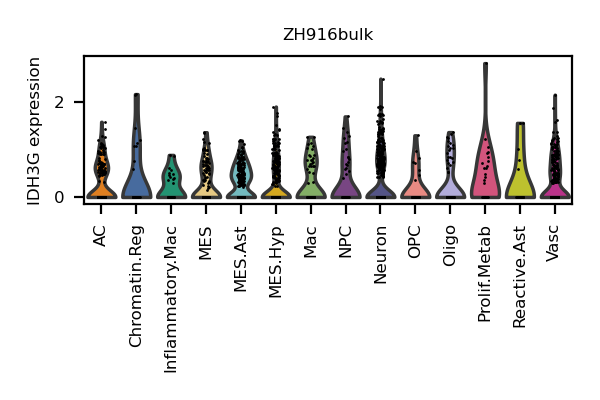 ZH916bulk
IDH3G expression
2
0
AC
Chromatin.Reg
Inflammatory.Mac
MES
MES.Ast
MES.Hyp
Mac
NPC
Neuron
OPC
Oligo
Prolif.Metab
Reactive.Ast
Vasc